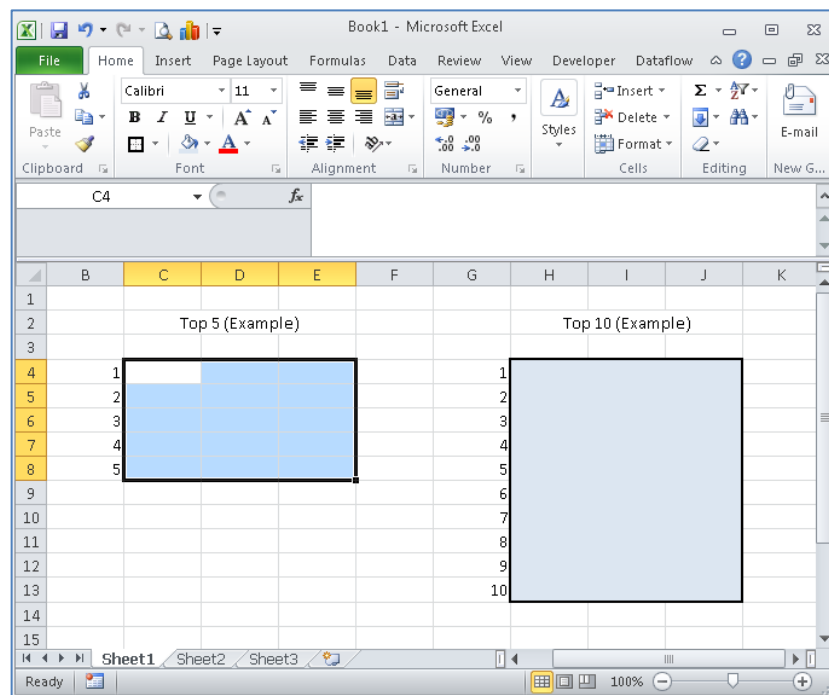 Book1 - Microsoft Excel
File Home Insert Page Layout Formulas Data Review View Developer Dataflow
Calibri 11 General Insert Σ
Paste B I U A A % , Styles Delete E-mail
A .00 .00 Format
Clipboard Font Alignment Number Cells Editing New G...
C4 fx
B C D E F G H I J K
1
2 Top 5 (Example) Top 10 (Example)
3
4 1 1
5 2 2
6 3 3
7 4 4
8 5 5
9 6
10 7
11 8
12 9
13 10
14
15
Sheet1 Sheet2 Sheet3
Ready 100%